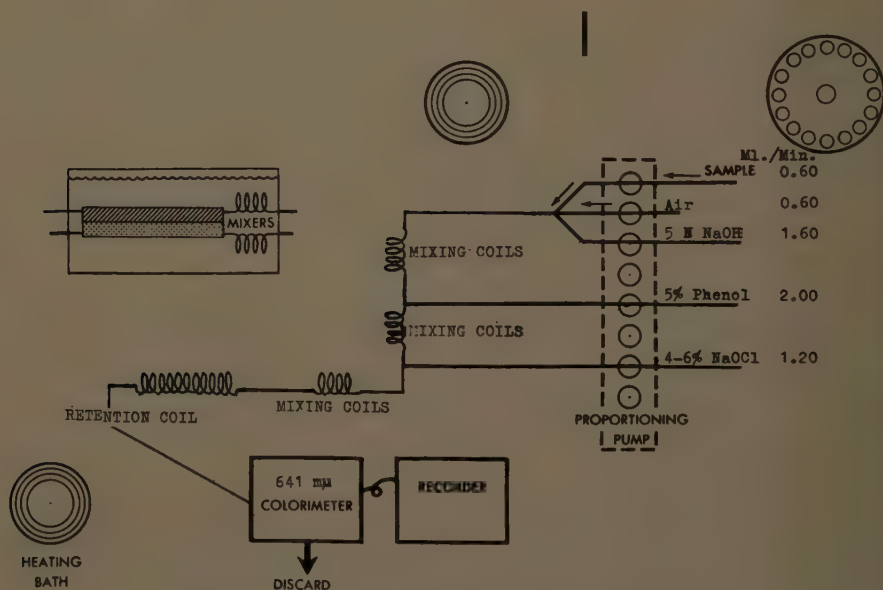 Ml./Min.
SAMPLE 0.60
Air 0.60
5 N NaOH 1.60
MIXERS
MIXING COILS
5% Phenol 2.00
MIXING COILS
4-6% NaOCl 1.20
RETENTION COIL
MIXING COILS
PROPORTIONING
PUMP
641 mµ
COLORIMETER
RECORDER
HEATING
BATH
DISCARD